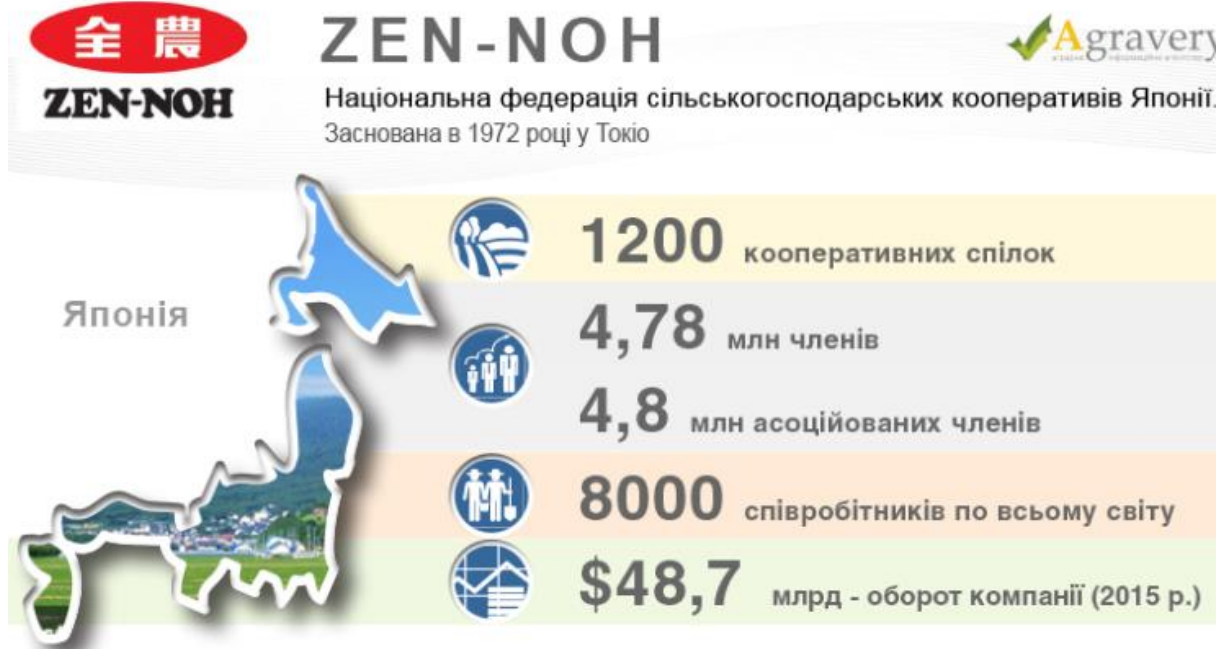 全農
ZEN-NOH
ZEN-NOH
Agravery
Національна федерація сільськогосподарських кооперативів Японії.
Заснована в 1972 році у Токіо
Японія
1200 кооперативних спілок
4,78 млн членів
4,8 млн асоційованих членів
8000 співробітників по всьому світу
$48,7 млрд - оборот компанії (2015 р.)